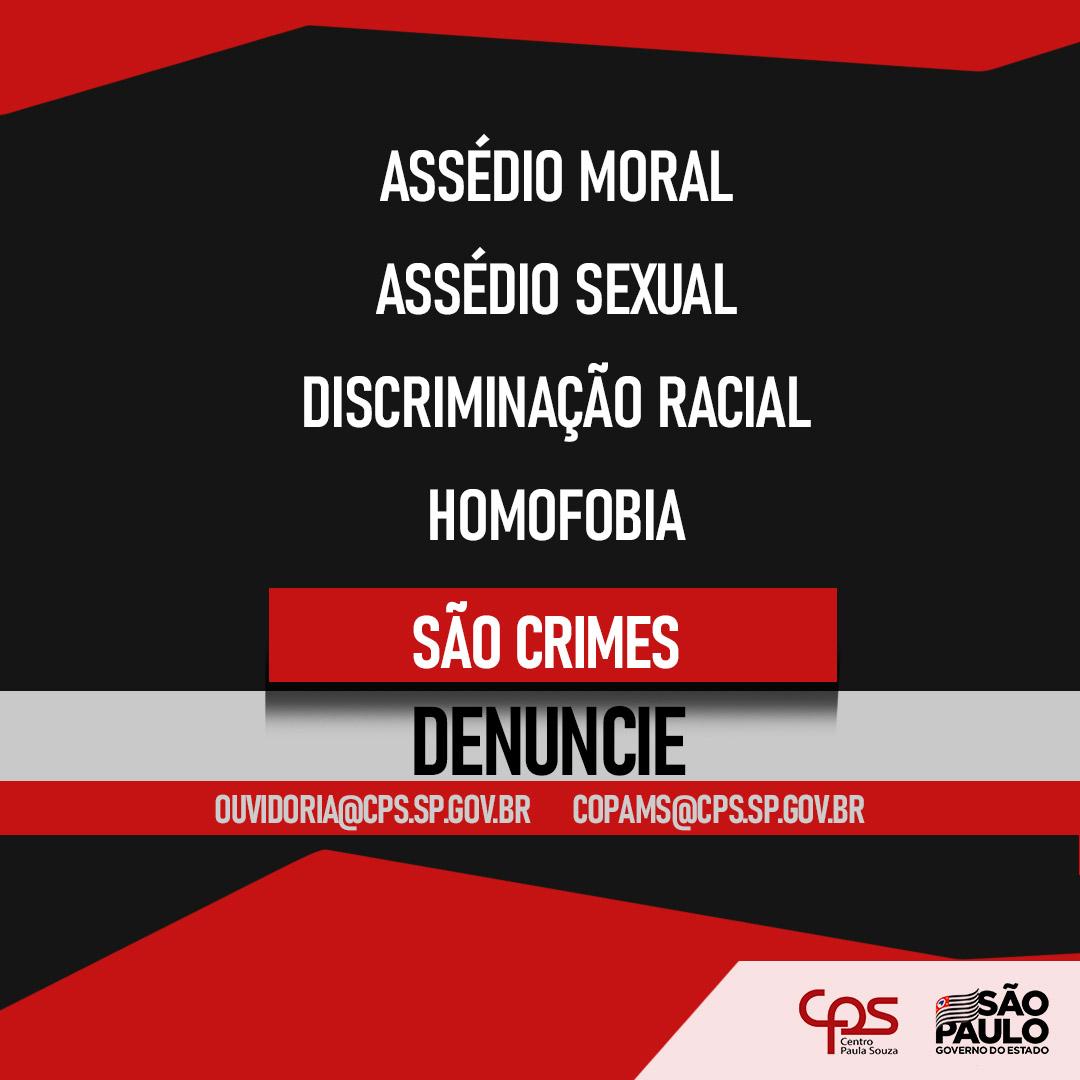 ASSÉDIO MORAL
ASSÉDIO SEXUAL
DISCRIMINAÇÃO RACIAL
HOMOFOBIA
SÃO CRIMES
DENUNCIE
OUVIDORIA@CPS.SP.GOV.BR COPAMS@CPS.SP.GOV.BR
CPS
Centro
Paula Souza
SÃO
PAULO
GOVERNO DO ESTADO